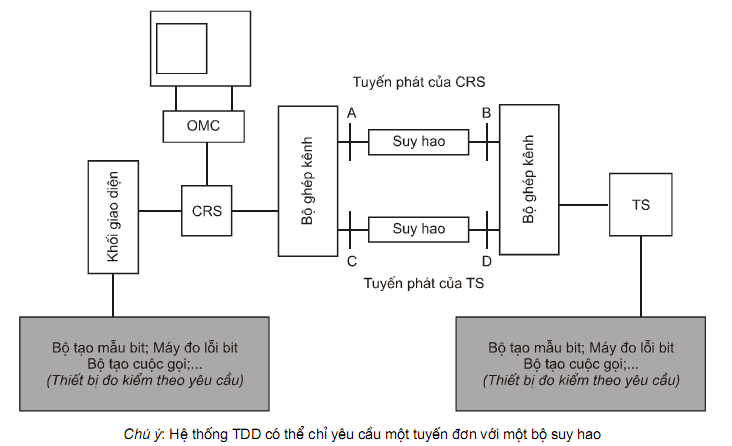 Tuyến phát của CRS
OMC
A
B
Suy hao
Bộ ghép kênh
Bộ ghép kênh
Khối giao diện
CRS
TS
Suy hao
C
D
Tuyến phát của TS
Bộ tạo mẫu bit; Máy đo lỗi bit
Bộ tạo cuộc gọi;...
(Thiết bị đo kiểm theo yêu cầu)
Bộ tạo mẫu bit; Máy đo lỗi bit
Bộ tạo cuộc gọi;...
(Thiết bị đo kiểm theo yêu cầu)
Chú ý: Hệ thống TDD có thể chỉ yêu cầu một tuyến đơn với một bộ suy hao